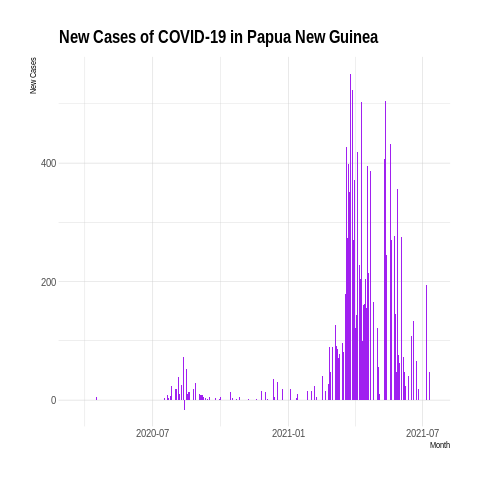 New Cases of COVID-19 in Papua New Guinea
New Cases
400
200
0
2020-07
2021-01
2021-07
Month